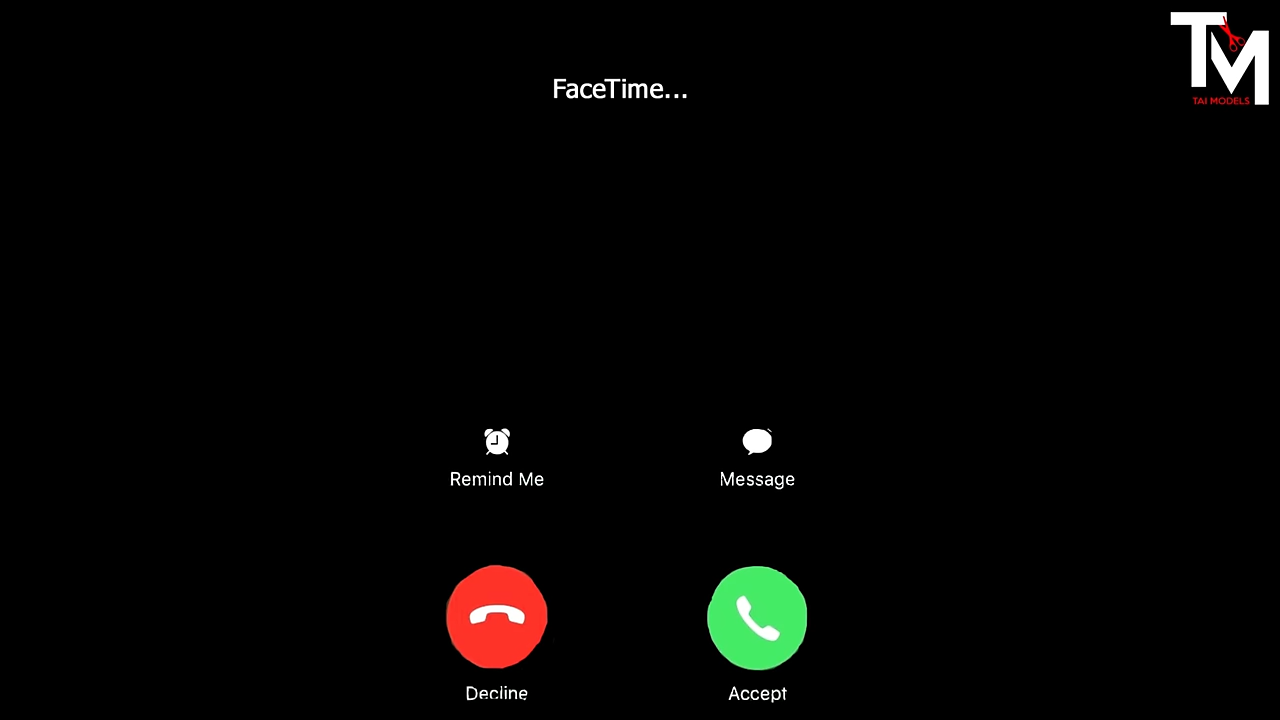 TM
TAI MODELS
FaceTime...
Remind Me
Message
Decline
Accept